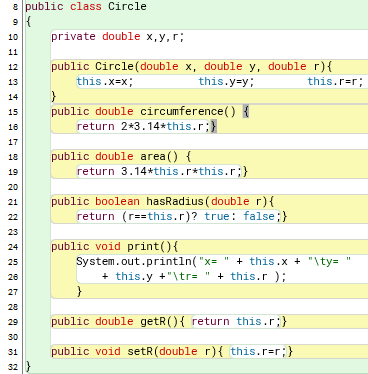 8 public class Circle
9 {
10 private double x,y,r;
11
12 public Circle(double x, double y, double r){
13 this.x=x; this.y=y; this.r=r;
14 }
15 public double circumference() {
16 return 2*3.14*this.r;}
17
18 public double area() {
19 return 3.14*this.r*this.r;}
20
21 public boolean hasRadius(double r){
22 return (r==this.r)? true: false;}
23
24 public void print(){
25 System.out.println("x= " + this.x + "\ty= "
26 + this.y +"\tr= " + this.r );
27 }
28
29 public double getR(){ return this.r;}
30
31 public void setR(double r){ this.r=r;}
32 }